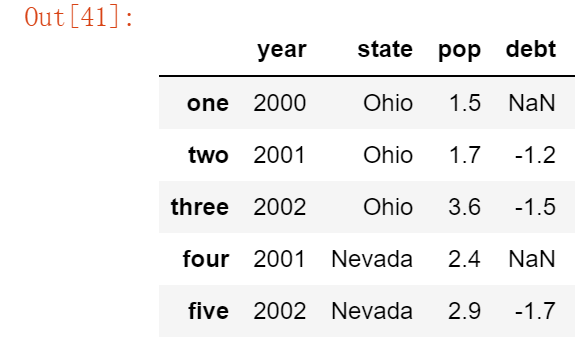 Out[41]:
year state pop debt
one 2000 Ohio 1.5 NaN
two 2001 Ohio 1.7 -1.2
three 2002 Ohio 3.6 -1.5
four 2001 Nevada 2.4 NaN
five 2002 Nevada 2.9 -1.7